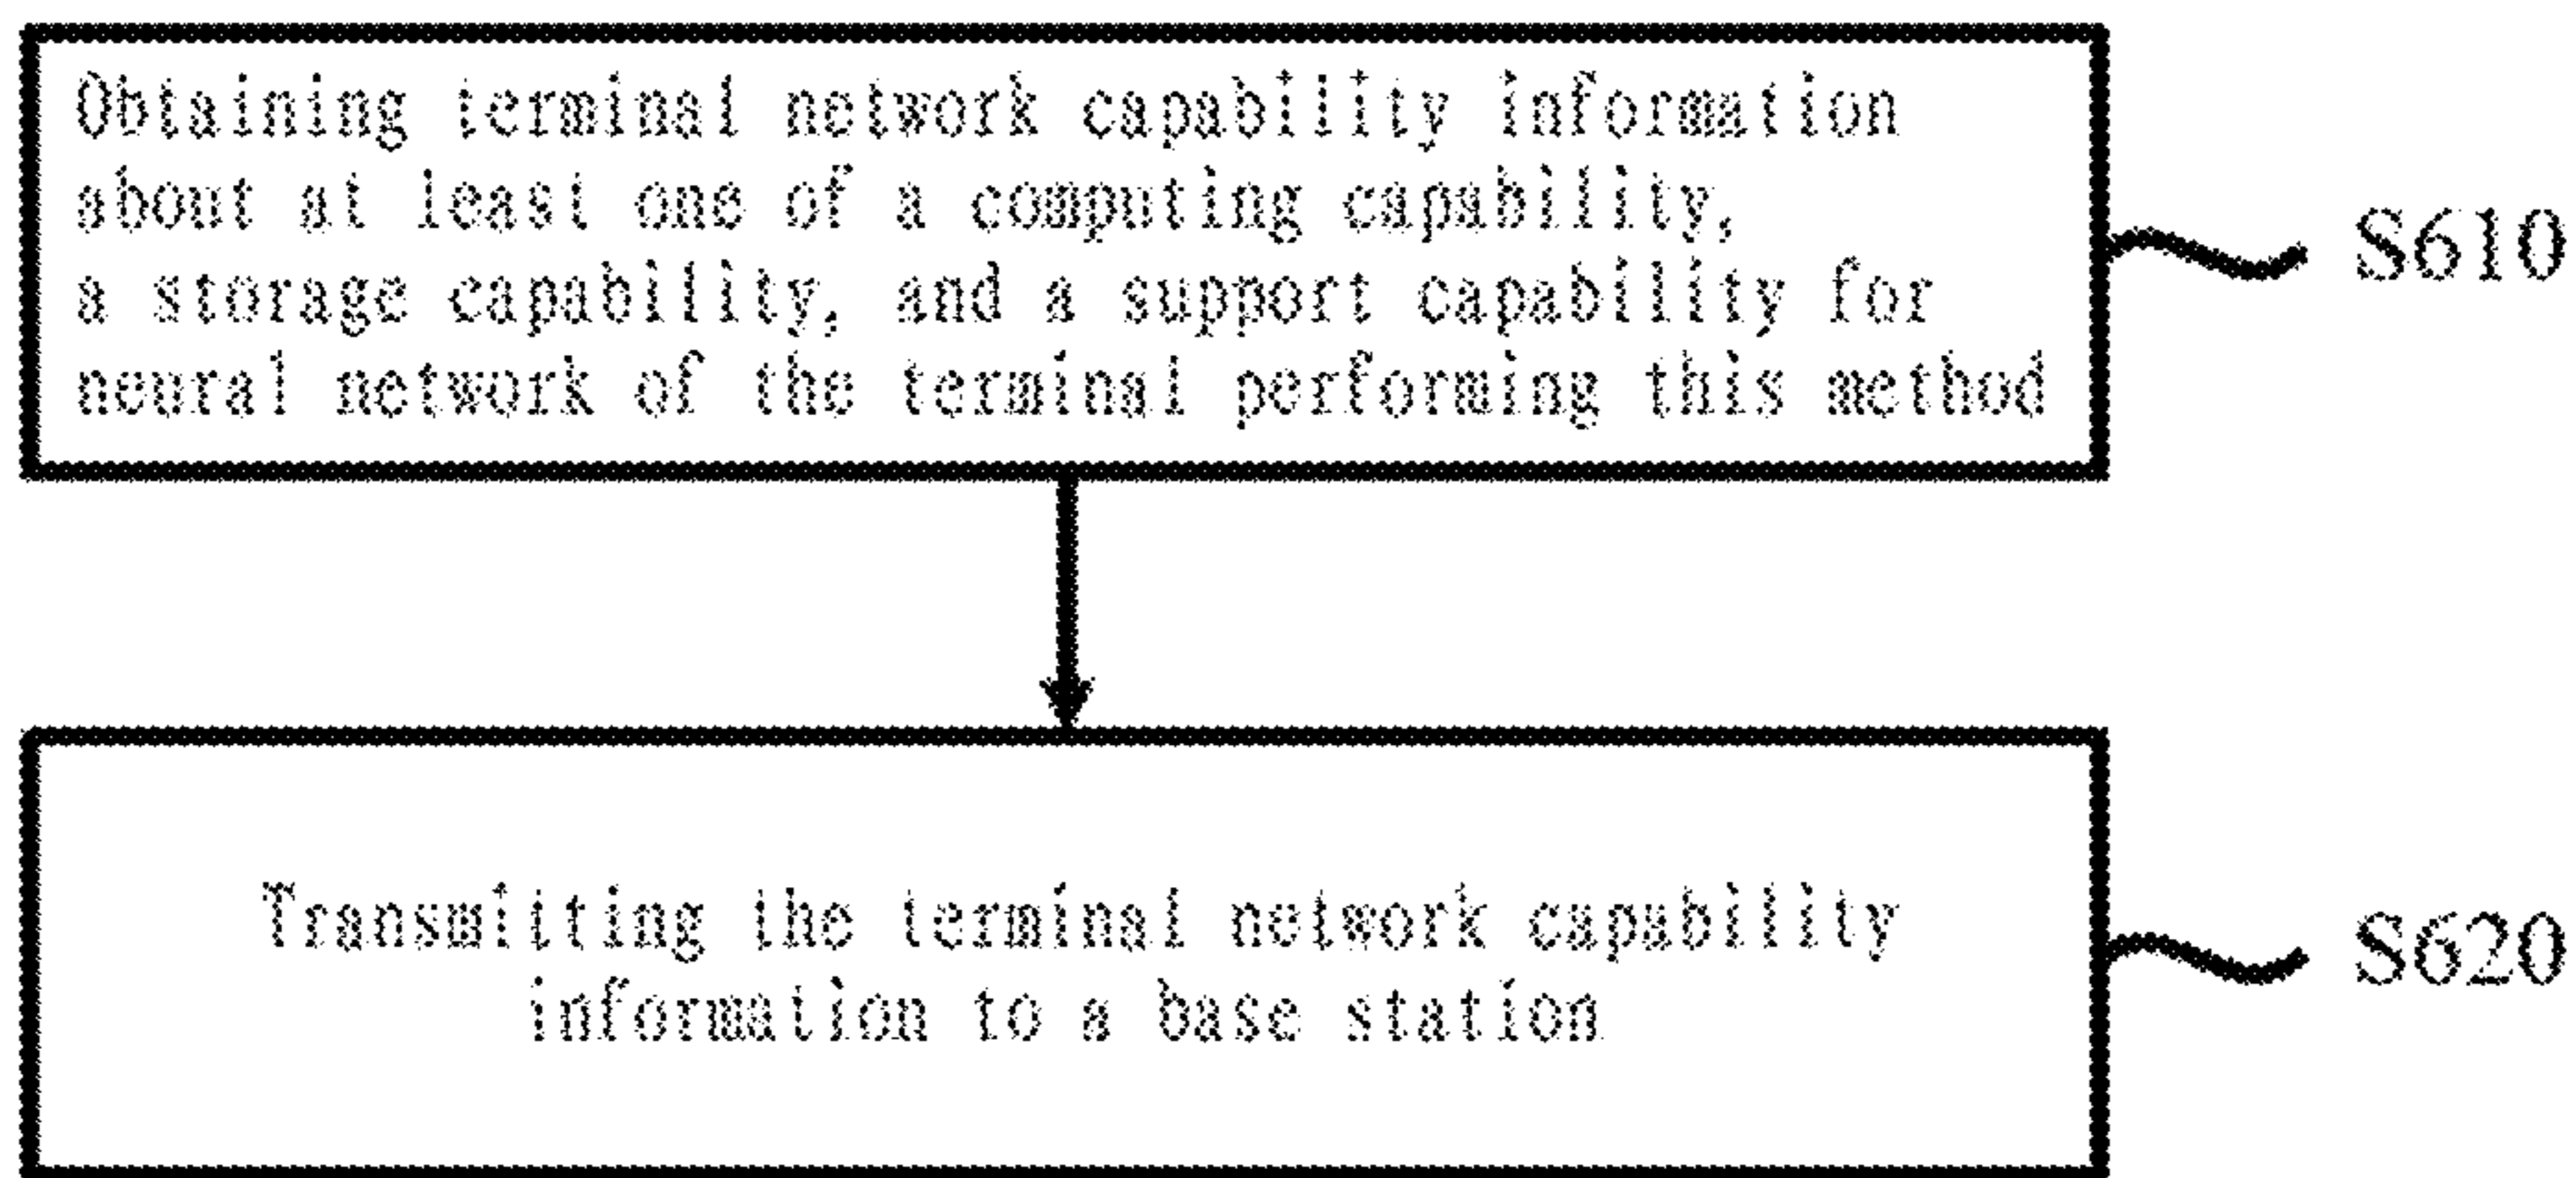 Obtaining terminal network capability information
about at least one of a computing capability,
a storage capability, and a support capability for
neural network of the terminal performing this method
S610
Transmitting the terminal network capability
information to a base station
S620